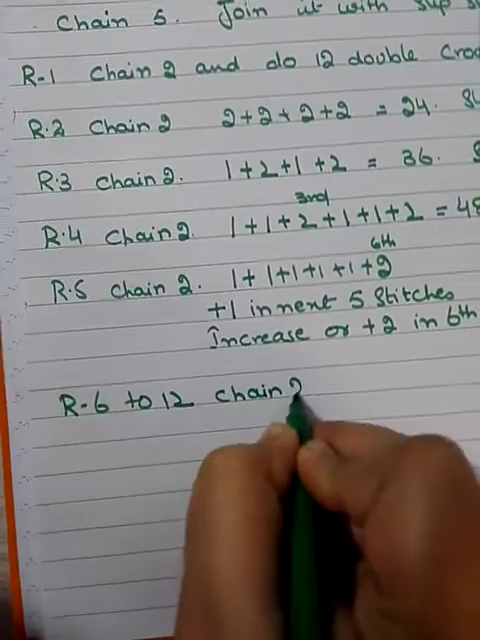 Chain 5. Join it with slip
R-1 Chain 2 and do 12 double
R.2 Chain 2 2+2+2+2 = 24.
R.3 Chain 2. 1+2+1+2 = 36.
3rd
R.4 Chain 2. 1+1+2+1+1+2 = 48
6th
R.5 Chain 2. 1+1+1+1+1+2
+1 in next 5 Stitches
Increase or +2 in 6th
R-6 to 12 Chain 2